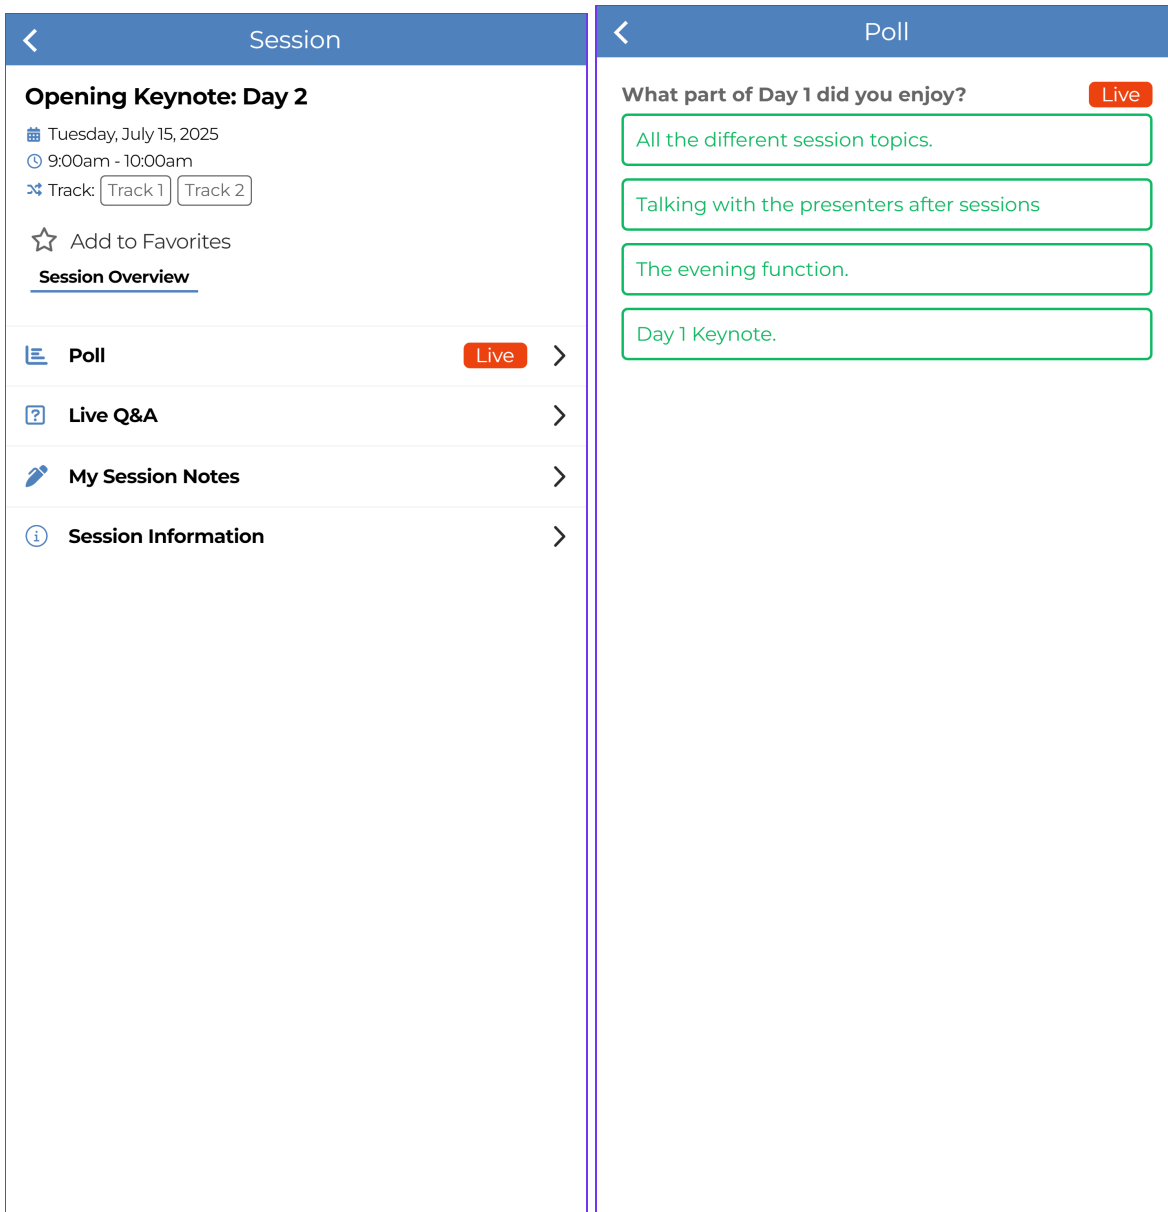 Session
Opening Keynote: Day 2
Tuesday, July 15, 2025
9:00am - 10:00am
Track: Track 1 Track 2
Add to Favorites
Session Overview
Poll Live
Live Q&A
My Session Notes
Session Information
Poll
What part of Day 1 did you enjoy? Live
All the different session topics.
Talking with the presenters after sessions
The evening function.
Day 1 Keynote.